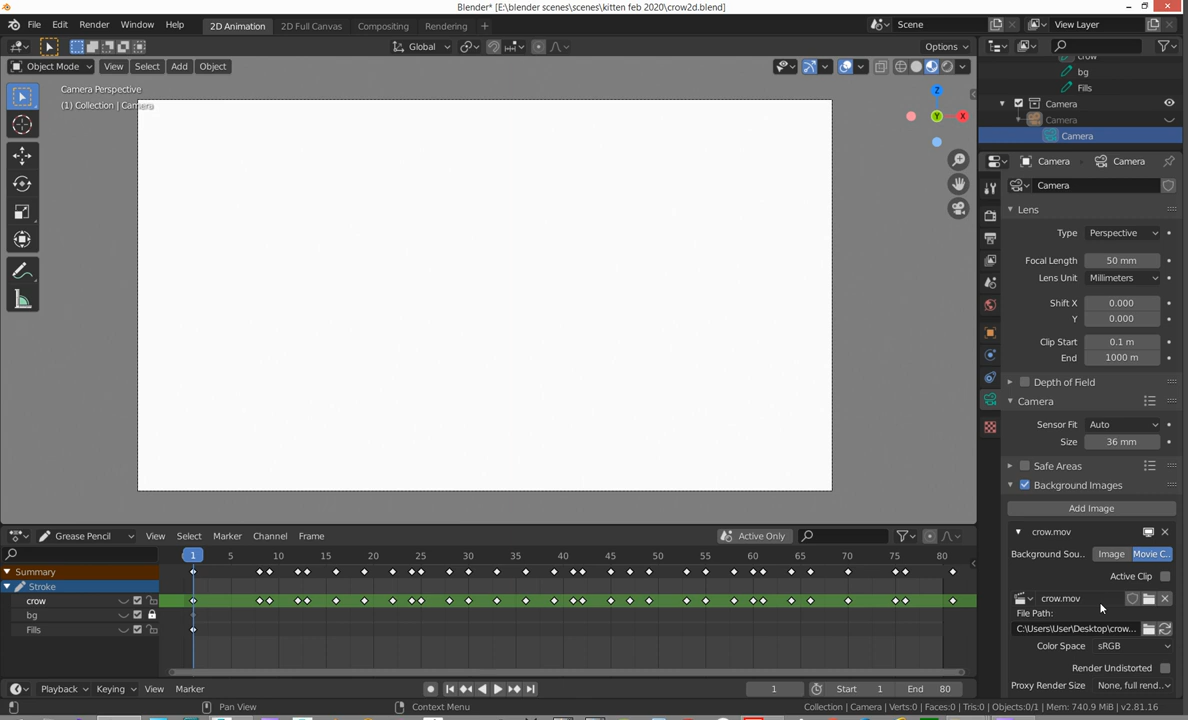 Blender* [E:\blender scenes\scenes\kitten feb 2020\crow2d.blend]
File Edit Render Window Help 2D Animation 2D Full Canvas Compositing Rendering + Scene View Layer
Global Options
Object Mode View Select Add Object
Camera Perspective
(1) Collection | Camera
Z
Y X
crow
bg
Fills
Camera
Camera
Camera
Camera Camera
Camera
Lens
Type Perspective
Focal Length 50 mm
Lens Unit Millimeters
Shift X 0.000
Y 0.000
Clip Start 0.1 m
End 1000 m
Depth of Field
Camera
Sensor Fit Auto
Size 36 mm
Safe Areas
Background Images
Add Image
crow.mov
Background Sou.. Image Movie C..
Active Clip
crow.mov
File Path:
C:\Users\User\Desktop\crow...
Color Space sRGB
Render Undistorted
Proxy Render Size None, full rend..
Grease Pencil View Select Marker Channel Frame Active Only
1 5 10 15 20 25 30 35 40 45 50 55 60 65 70 75 80
Summary
Stroke
crow
bg
Fills
Playback Keying View Marker 1 Start 1 End 80
Pan View Context Menu Collection | Camera | Verts:0 | Faces:0 | Tris:0 | Objects:0/1 | Mem: 740.9 MiB | v2.81.16